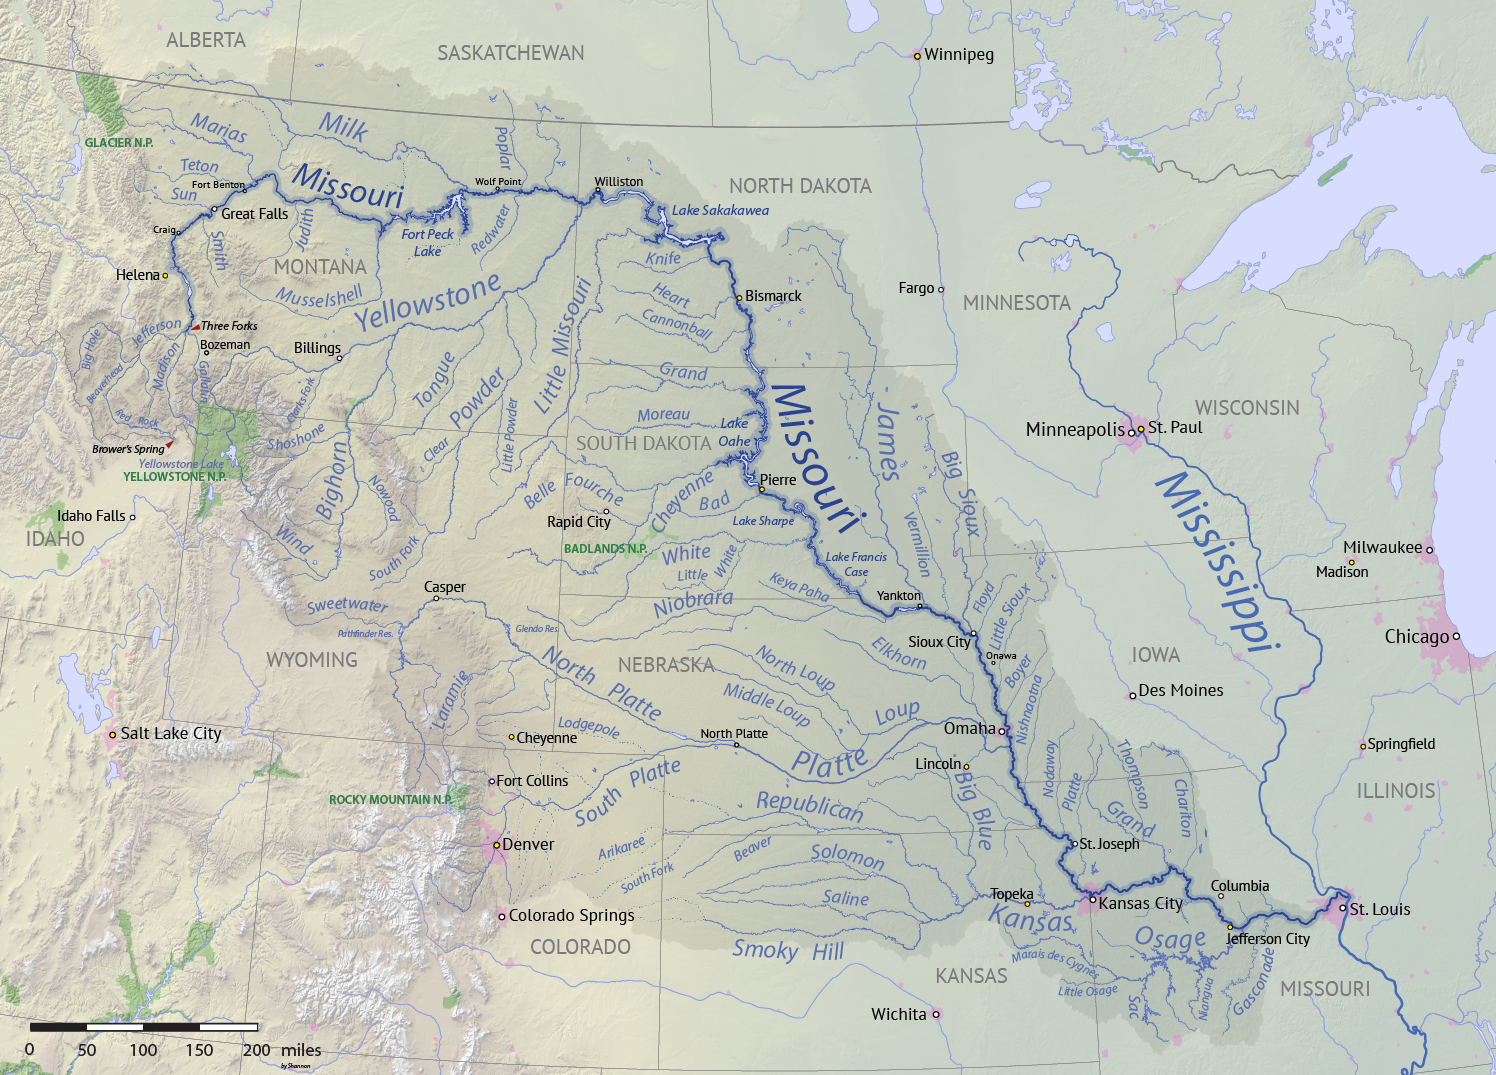 ALBERTA
SASKATCHEWAN
Winnipeg
GLACIER N.P.
Marias
Milk
Poplar
Teton
Sun
Fort Benton
Missouri
Wolf Point
Williston
NORTH DAKOTA
Great Falls
Craig
Smith
Judith
Fort Peck
Lake
Redwater
Lake Sakakawea
Helena
MONTANA
Musselshell
Yellowstone
Knife
Heart
Cannonball
Bismarck
Fargo
MINNESOTA
Jefferson
Three Forks
Bozeman
Big Hole
Beaverhead
Madison
Gallatin
Red Rock
Billings
Clarks Fork
Tongue
Powder
Little Missouri
Little Powder
Clear
Grand
Moreau
Lake
Oahe
SOUTH DAKOTA
Missouri
James
Big Sioux
WISCONSIN
Minneapolis
St. Paul
Brower's Spring
Yellowstone Lake
YELLOWSTONE N.P.
Shoshone
Bighorn
Nowood
Belle Fourche
Cheyenne
Bad
Pierre
Lake Sharpe
Vermillion
Mississippi
Idaho Falls
IDAHO
Wind
South Fork
Rapid City
BADLANDS N.P.
White
Little White
Lake Francis
Case
Milwaukee
Madison
Casper
Sweetwater
Pathfinder Res.
Glendo Res.
Niobrara
Keya Paha
Yankton
Floyd
Little Sioux
Sioux City
Onawa
Chicago
WYOMING
Laramie
North Platte
NEBRASKA
North Loup
Middle Loup
Elkhorn
Boyer
Nishnaotna
IOWA
Des Moines
Salt Lake City
Cheyenne
Lodgepole
North Platte
Loup
Platte
Omaha
Lincoln
Springfield
Fort Collins
ROCKY MOUNTAIN N.P.
South Platte
Republican
Big Blue
Nodaway
Platte
Thompson
Grand
Chariton
ILLINOIS
Denver
Arikaree
South Fork
Beaver
Solomon
Saline
St. Joseph
Topeka
Kansas City
Columbia
St. Louis
Colorado Springs
COLORADO
Smoky Hill
Kansas
Osage
Jefferson City
Marais des Cygnes
Little Osage
Sac
Niangua
Gasconade
KANSAS
MISSOURI
Wichita
0 50 100 150 200 miles
by Shannon